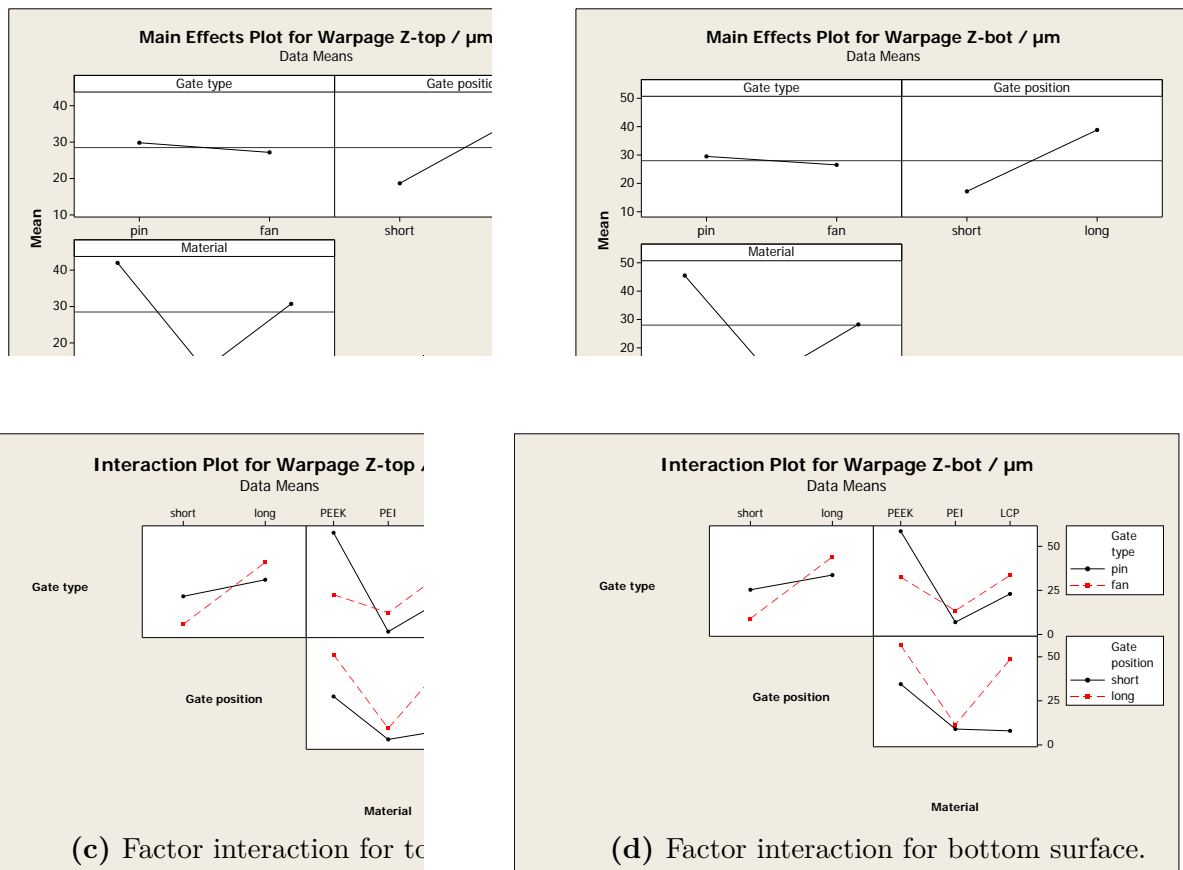 Main Effects Plot for Warpage Z-top / µm
Data Means
Gate type
Gate positio
40
30
20
10
Mean
pin
fan
short
Material
40
30
20
Main Effects Plot for Warpage Z-bot / µm
Data Means
Gate type
Gate position
50
40
30
20
10
Mean
pin
fan
short
long
Material
50
40
30
20
Interaction Plot for Warpage Z-top /
Data Means
short
long
PEEK
PEI
Gate type
Gate position
Material
(c) Factor interaction for to
Interaction Plot for Warpage Z-bot / µm
Data Means
short
long
PEEK
PEI
LCP
Gate type
50
25
0
Gate
type
pin
fan
Gate position
50
25
0
Gate
position
short
long
Material
(d) Factor interaction for bottom surface.